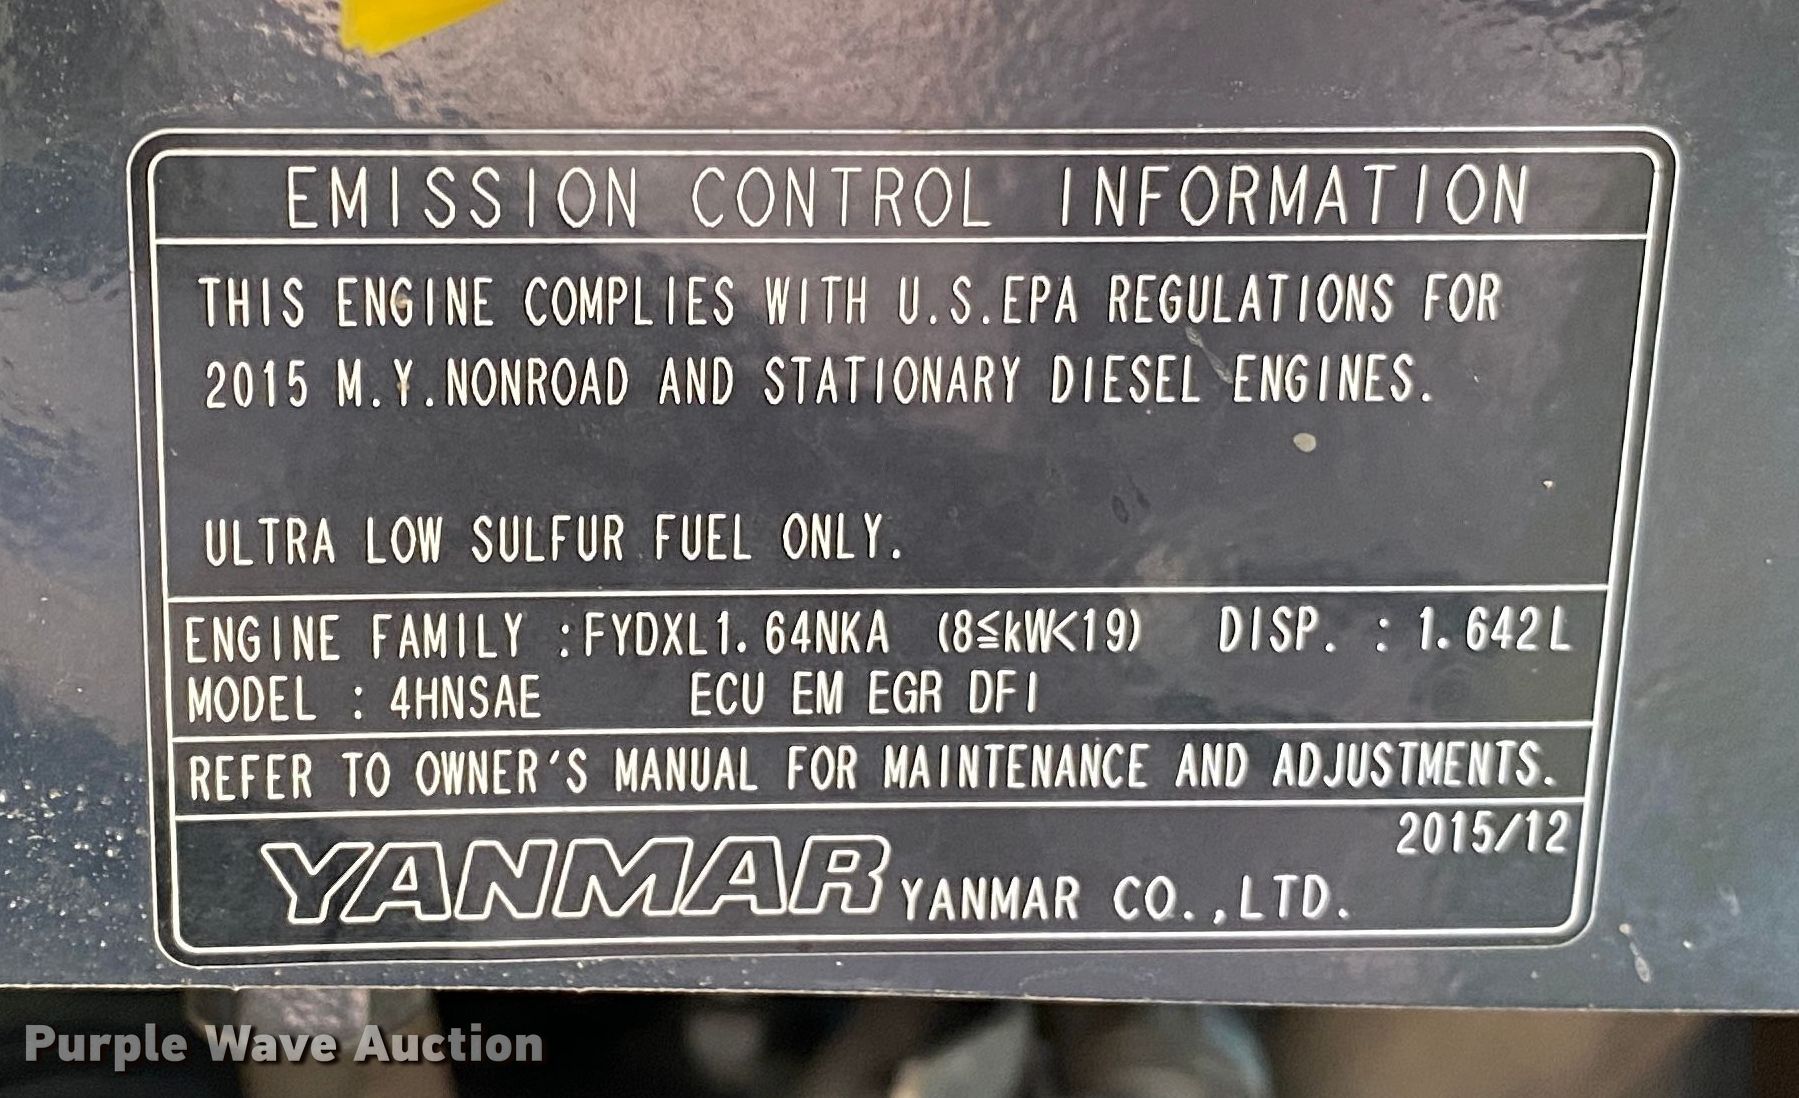 EMISSION CONTROL INFORMATION
THIS ENGINE COMPLIES WITH U.S.EPA REGULATIONS FOR
2015 M.Y.NONROAD AND STATIONARY DIESEL ENGINES.
ULTRA LOW SULFUR FUEL ONLY.
ENGINE FAMILY :FYDXL1.64NKA (8≦kW<19) DISP. : 1.642L
MODEL : 4HNSAE ECU EM EGR DFI
REFER TO OWNER'S MANUAL FOR MAINTENANCE AND ADJUSTMENTS.
2015/12
YANMAR YANMAR CO.,LTD.
Purple Wave Auction